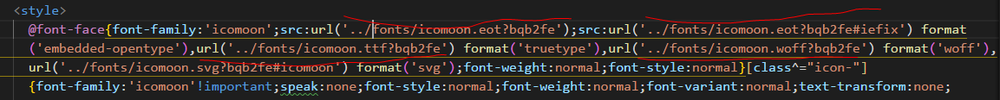 <style>
@font-face{font-family:'icomoon';src:url('../fonts/icomoon.eot?bqb2fe');src:url('../fonts/icomoon.eot?bqb2fe#iefix') format
('embedded-opentype'),url('../fonts/icomoon.ttf?bqb2fe') format('truetype'),url('../fonts/icomoon.woff?bqb2fe') format('woff'),
url('../fonts/icomoon.svg?bqb2fe#icomoon') format('svg');font-weight:normal;font-style:normal}[class^="icon-"]
{font-family:'icomoon'!important;speak:none;font-style:normal;font-weight:normal;font-variant:normal;text-transform:none;